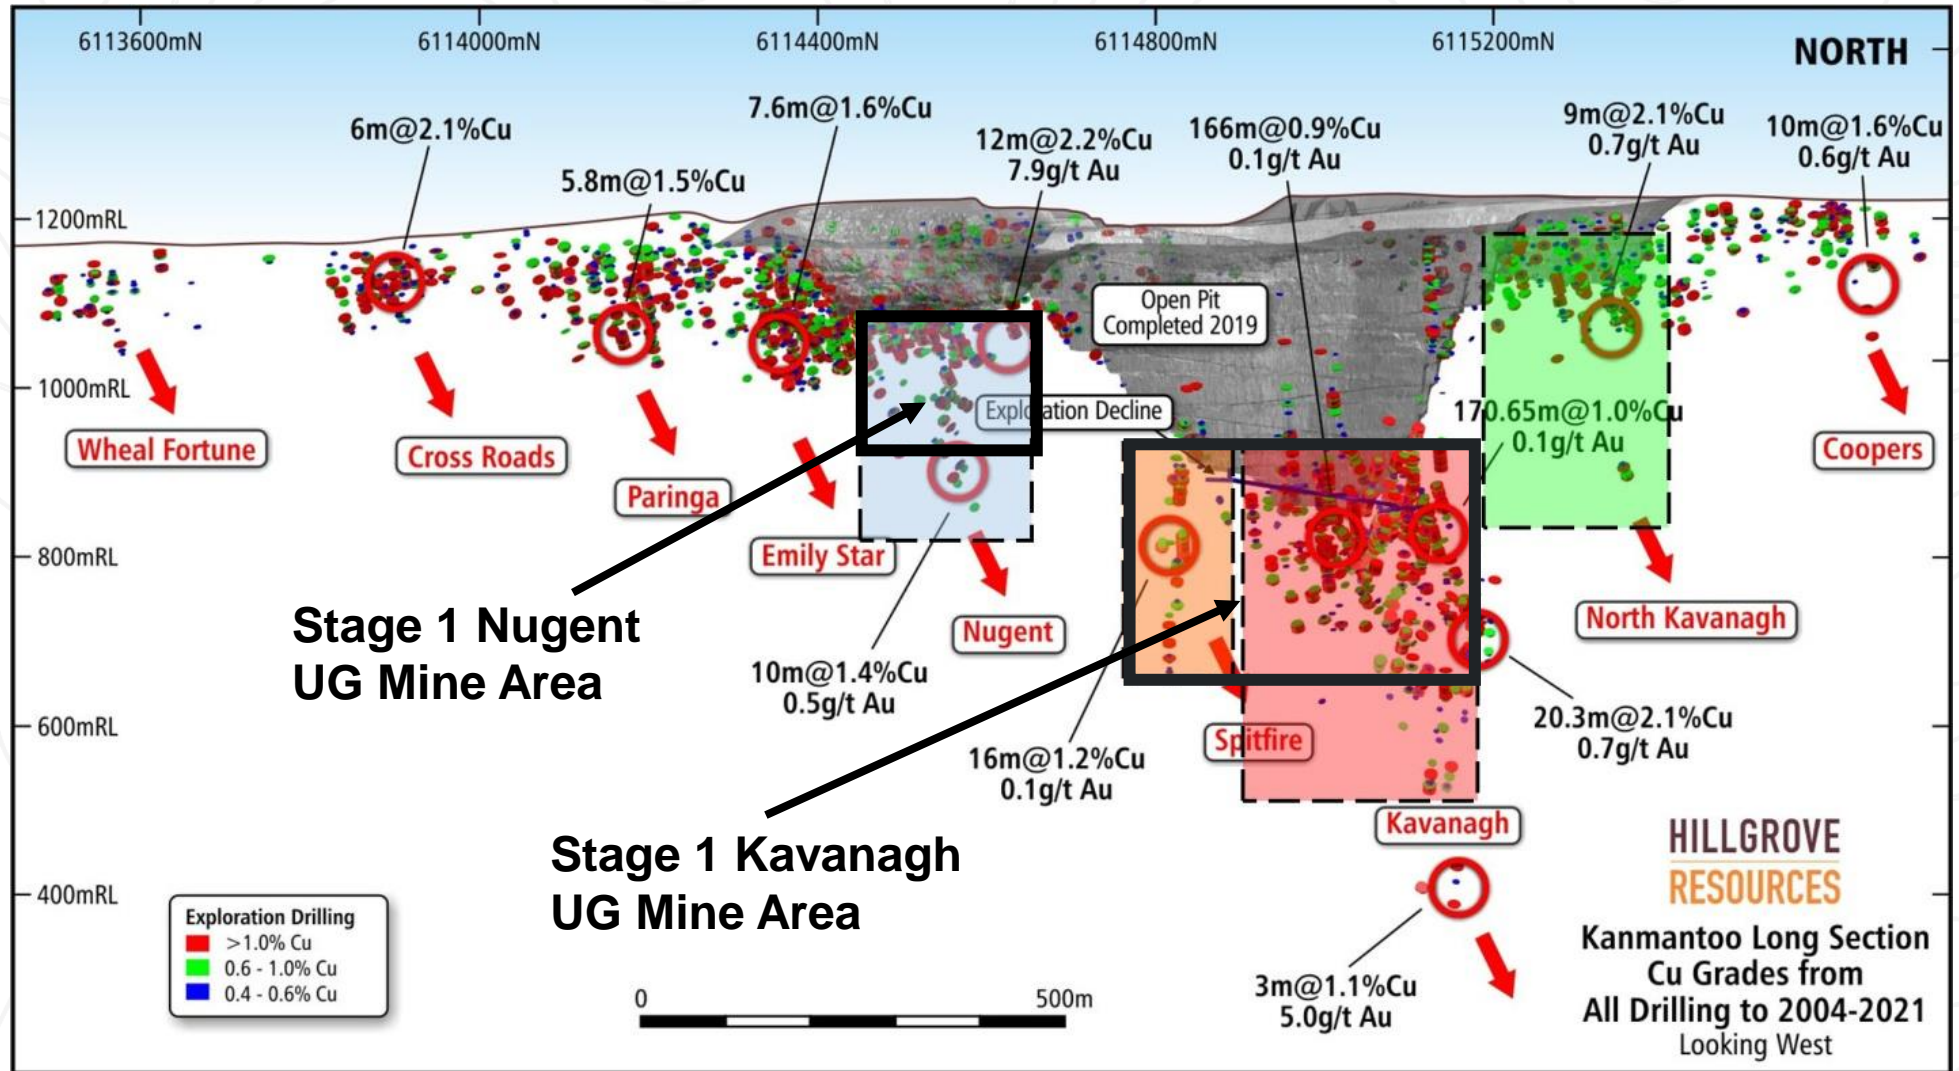 6113600mN
6114000mN
6114400mN
6114800mN
6115200mN
NORTH
6m@2.1%Cu
5.8m@1.5%Cu
7.6m@1.6%Cu
12m@2.2%Cu
7.9g/t Au
166m@0.9%Cu
0.1g/t Au
9m@2.1%Cu
0.7g/t Au
10m@1.6%Cu
0.6g/t Au
1200mRL
1000mRL
800mRL
600mRL
400mRL
Open Pit
Completed 2019
Exploration Decline
170.65m@1.0%Cu
0.1g/t Au
Wheal Fortune
Cross Roads
Paringa
Emily Star
Nugent
Spitfire
Kavanagh
North Kavanagh
Coopers
Stage 1 Nugent
UG Mine Area
10m@1.4%Cu
0.5g/t Au
16m@1.2%Cu
0.1g/t Au
20.3m@2.1%Cu
0.7g/t Au
Stage 1 Kavanagh
UG Mine Area
3m@1.1%Cu
5.0g/t Au
Exploration Drilling
>1.0% Cu
0.6 - 1.0% Cu
0.4 - 0.6% Cu
0
500m
HILLGROVE
RESOURCES
Kanmantoo Long Section
Cu Grades from
All Drilling to 2004-2021
Looking West